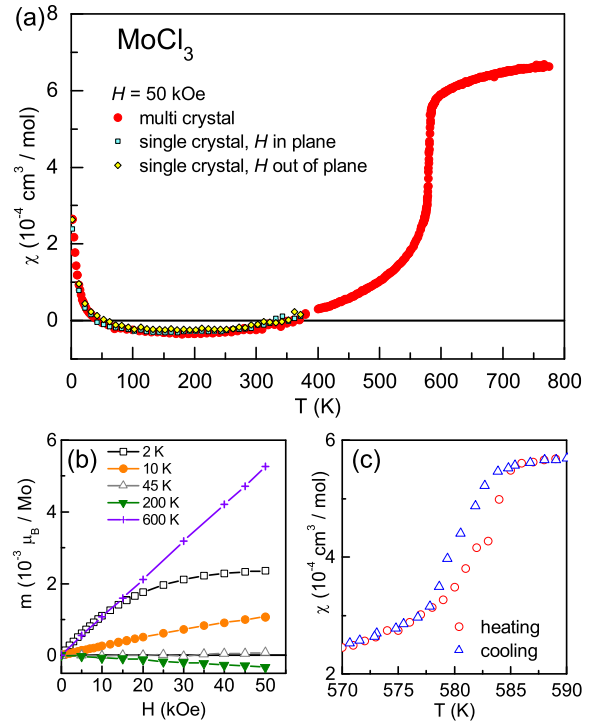 (a)
MoCl3
H = 50 kOe
multi crystal
single crystal, H in plane
single crystal, H out of plane
χ (10⁻⁴ cm³ / mol)
8
6
4
2
0
0 100 200 300 400 500 600 700 800
T (K)
(b)
2 K
10 K
45 K
200 K
600 K
m (10⁻³ μB / Mo)
6
4
2
0
0 10 20 30 40 50
H (kOe)
(c)
χ (10⁻⁴ cm³ / mol)
6
4
2
heating
cooling
570 575 580 585 590
T (K)